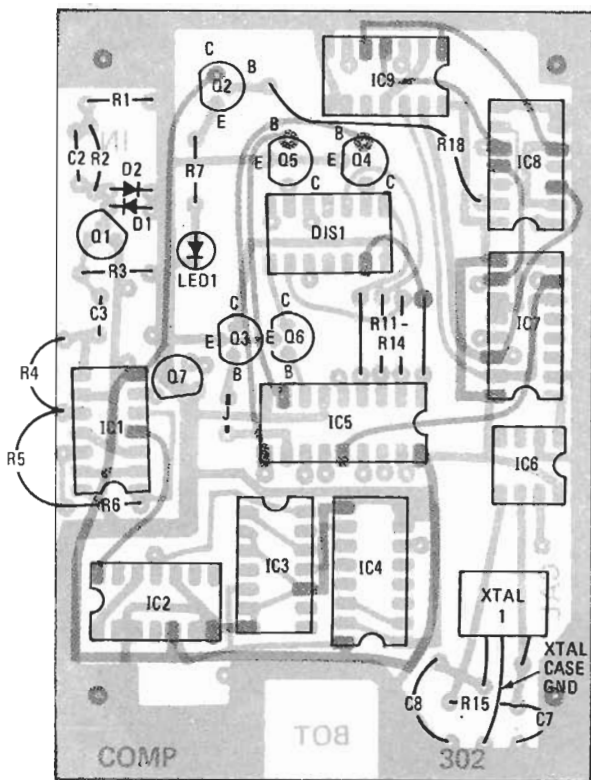 C
B
Q2
E
IC9
R1
IN
C2
R2
D2
D1
R7
B
B
E
Q5
E
Q4
C
C
R18
IC8
Q1
DJS1
R3
LED1
C3
C
C
E
Q3
E
Q6
B
B
R11-
R14
IC7
R4
Q7
J
IC1
IC5
R5
IC6
R6
IC3
IC4
IC2
XTAL
1
XTAL
CASE
GND
C8
R15
C7
BOT
COMP
302